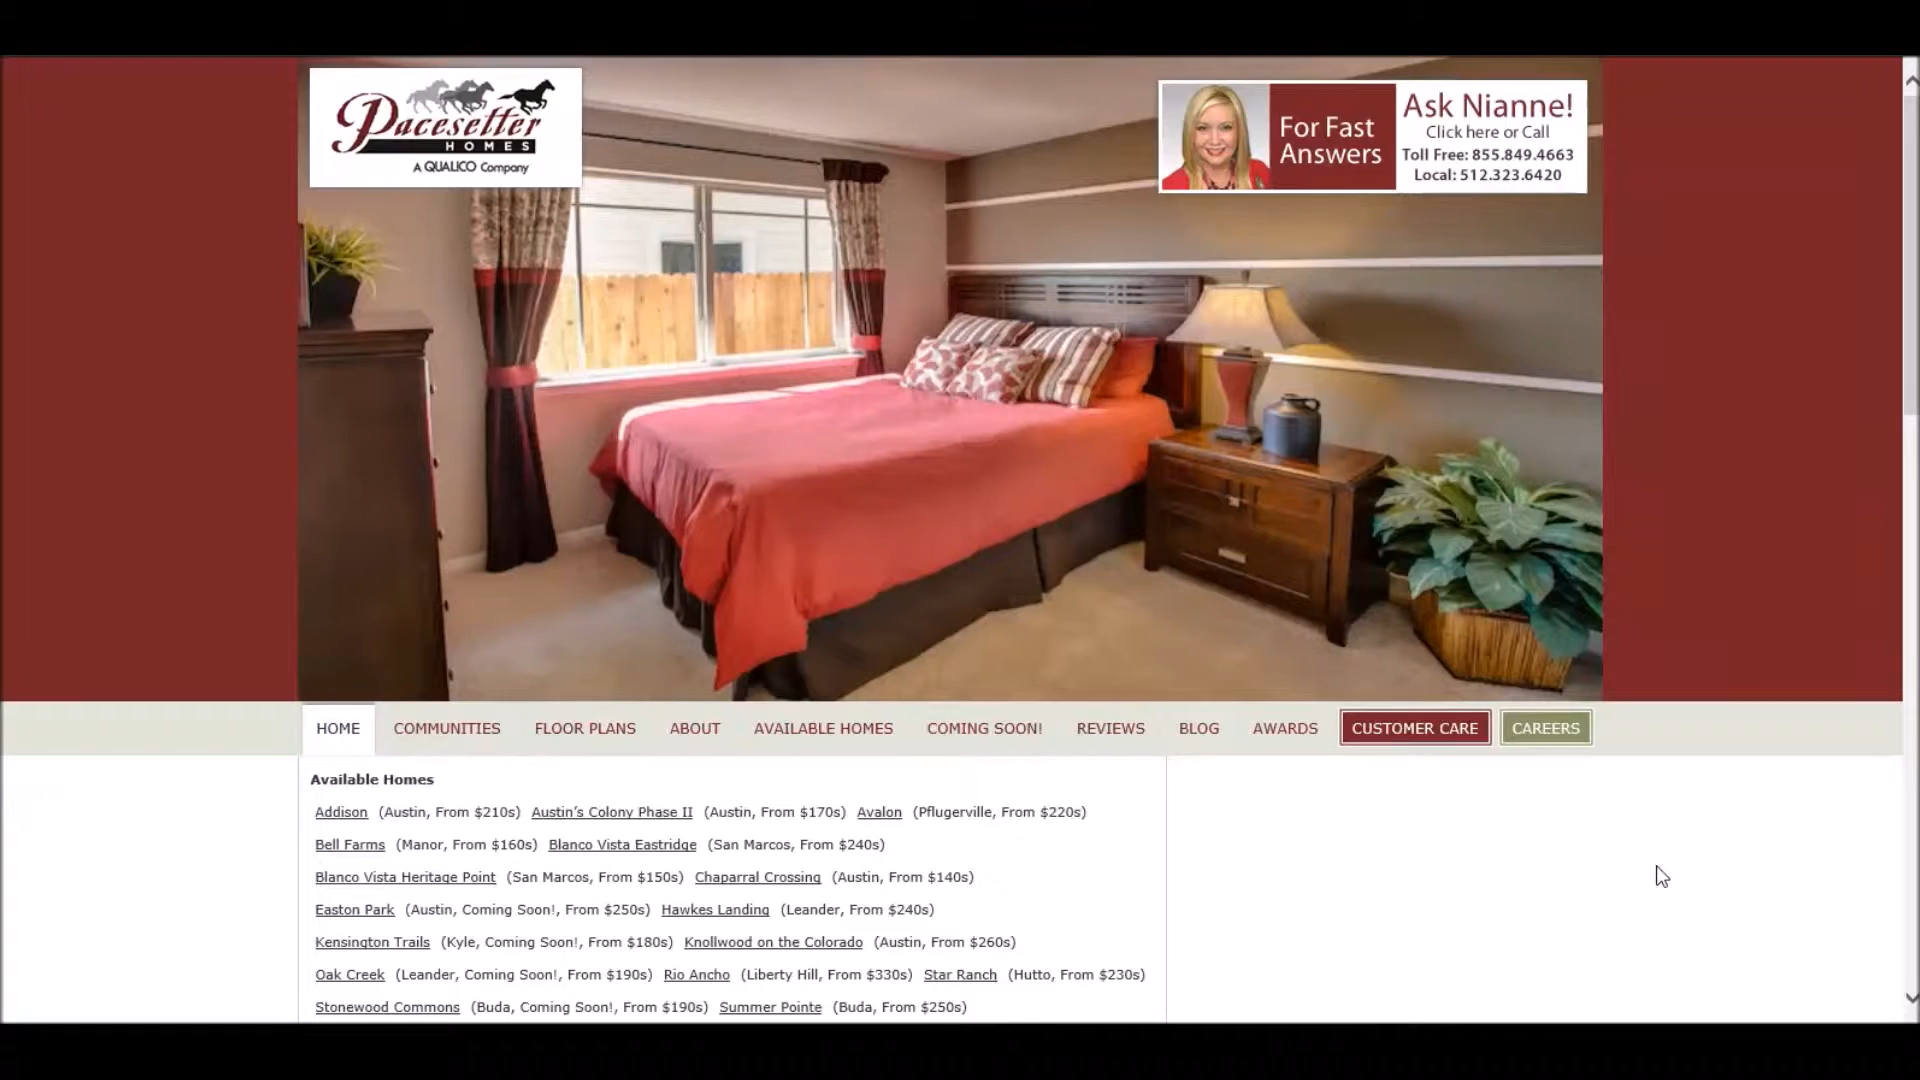 Pacesetter
HOMES
A QUALICO Company
For Fast
Answers
Ask Nianne!
Click here or Call
Toll Free: 855.849.4663
Local: 512.323.6420
HOME COMMUNITIES FLOOR PLANS ABOUT AVAILABLE HOMES COMING SOON! REVIEWS BLOG AWARDS CUSTOMER CARE CAREERS
Available Homes
Addison (Austin, From $210s) Austin’s Colony Phase II (Austin, From $170s) Avalon (Pflugerville, From $220s)
Bell Farms (Manor, From $160s) Blanco Vista Eastridge (San Marcos, From $240s)
Blanco Vista Heritage Point (San Marcos, From $150s) Chaparral Crossing (Austin, From $140s)
Easton Park (Austin, Coming Soon!, From $250s) Hawkes Landing (Leander, From $240s)
Kensington Trails (Kyle, Coming Soon!, From $180s) Knollwood on the Colorado (Austin, From $260s)
Oak Creek (Leander, Coming Soon!, From $190s) Rio Ancho (Liberty Hill, From $330s) Star Ranch (Hutto, From $230s)
Stonewood Commons (Buda, Coming Soon!, From $190s) Summer Pointe (Buda, From $250s)